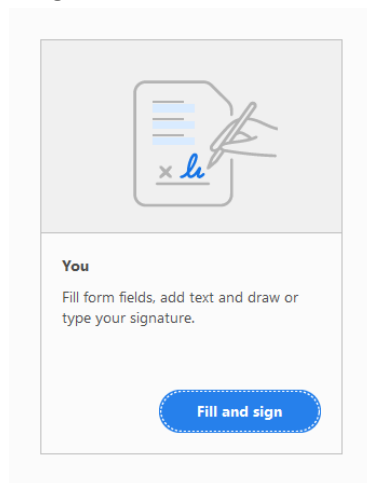 You
Fill form fields, add text and draw or
type your signature.
Fill and sign